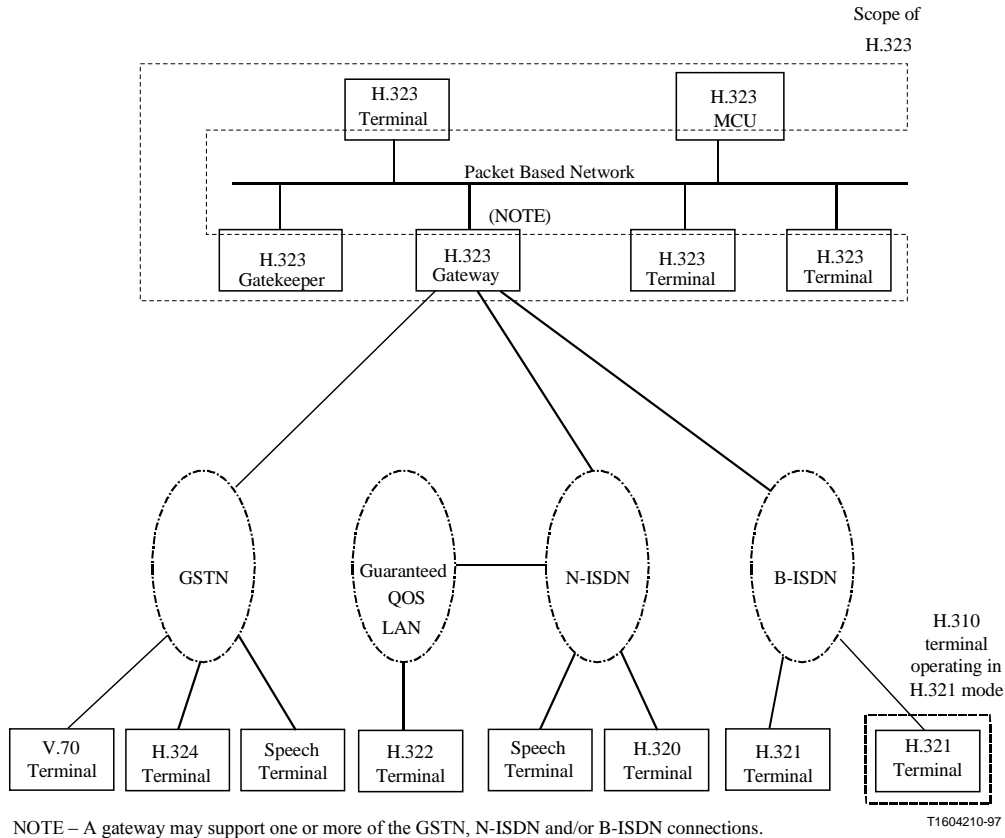 Scope of
H.323
H.323
Terminal
H.323
MCU
Packet Based Network
(NOTE)
H.323
Gatekeeper
H.323
Gateway
H.323
Terminal
H.323
Terminal
GSTN
Guaranteed
QOS
LAN
N-ISDN
B-ISDN
H.310
terminal
operating in
H.321 mode
V.70
Terminal
H.324
Terminal
Speech
Terminal
H.322
Terminal
Speech
Terminal
H.320
Terminal
H.321
Terminal
H.321
Terminal
T1604210-97
NOTE – A gateway may support one or more of the GSTN, N-ISDN and/or B-ISDN connections.